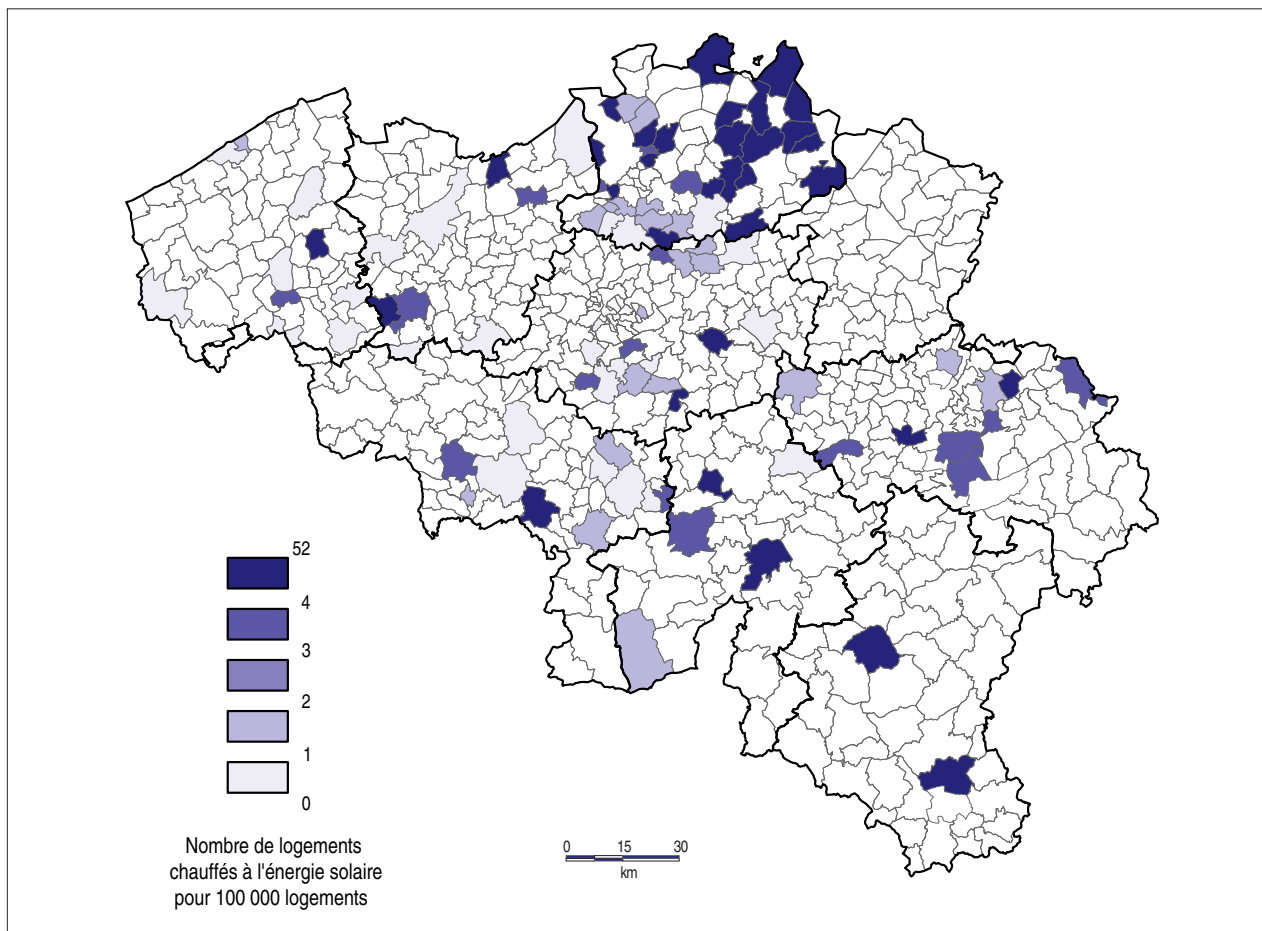 52
4
3
2
1
0
Nombre de logements
chauffés à l'énergie solaire
pour 100 000 logements
0 15 30
km